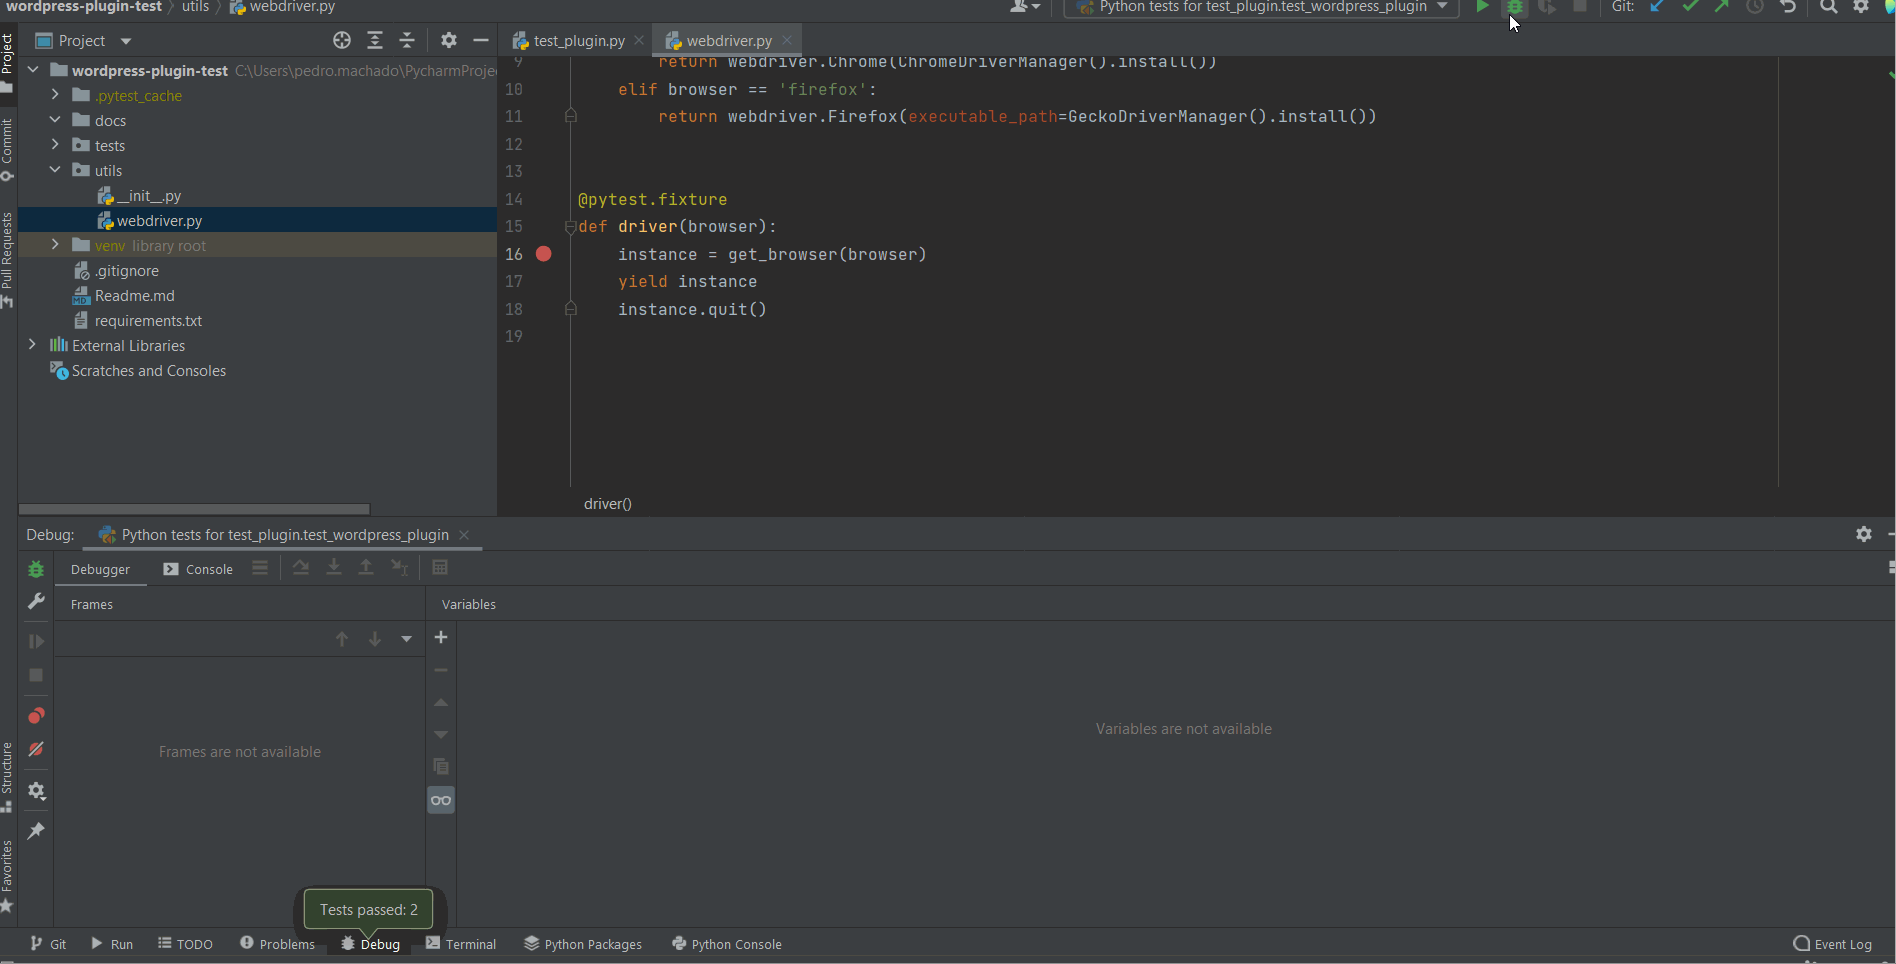 wordpress-plugin-test
utils
webdriver.py
Python tests for test_plugin.test_wordpress_plugin
Git:
Project
test_plugin.py
webdriver.py
Project
Commit
Pull Requests
Structure
Favorites
wordpress-plugin-test C:\Users\pedro.machado\PycharmProje
.pytest_cache
docs
tests
utils
__init__.py
webdriver.py
venv library root
.gitignore
Readme.md
requirements.txt
External Libraries
Scratches and Consoles
9 return webdriver.Chrome(ChromeDriverManager().install())
10 elif browser == 'firefox':
11 return webdriver.Firefox(executable_path=GeckoDriverManager().install())
12
13
14 @pytest.fixture
15 def driver(browser):
16 instance = get_browser(browser)
17 yield instance
18 instance.quit()
19
driver()
Debug: Python tests for test_plugin.test_wordpress_plugin
Debugger Console
Frames Variables
Frames are not available
Variables are not available
Tests passed: 2
Git Run TODO Problems Debug Terminal Python Packages Python Console Event Log